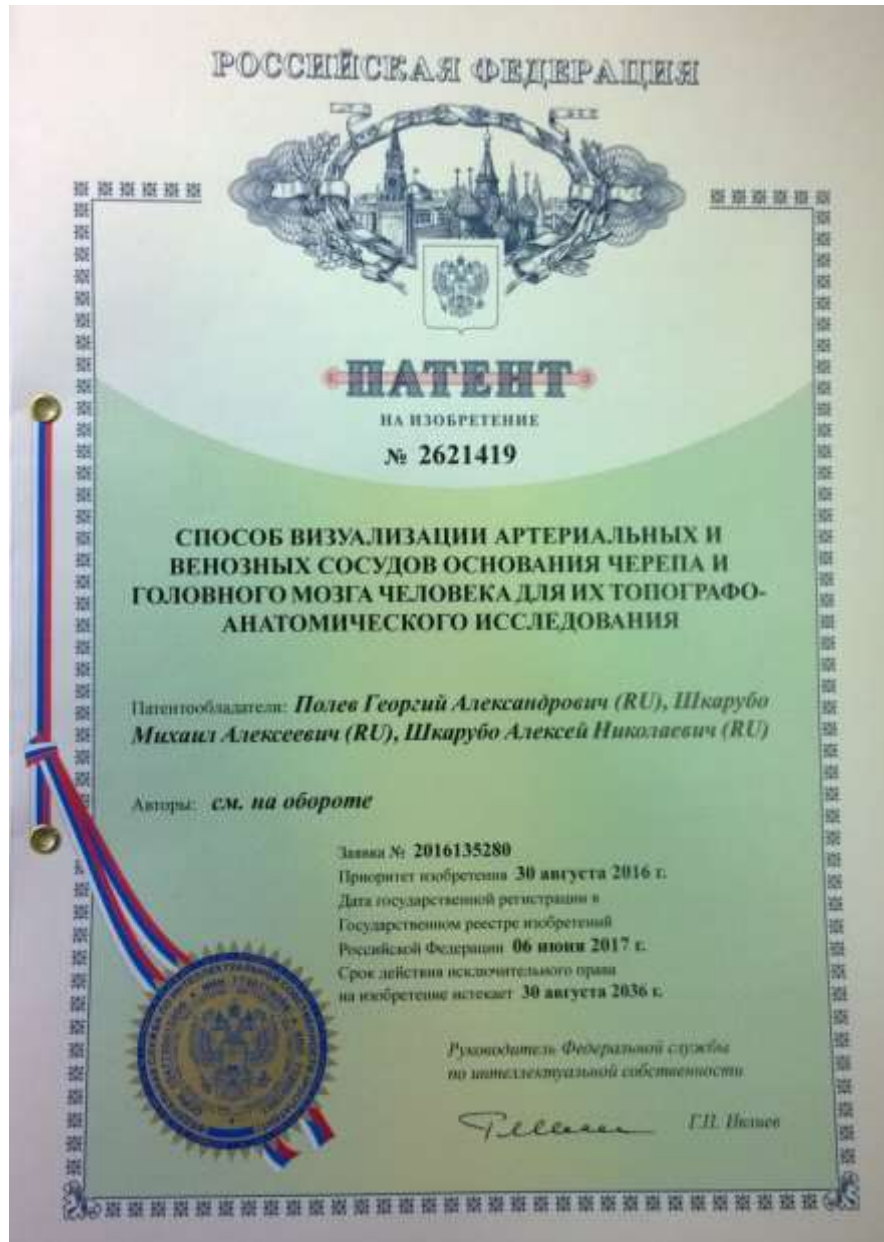 РОССИЙСКАЯ ФЕДЕРАЦИЯ
ПАТЕНТ
НА ИЗОБРЕТЕНИЕ
№ 2621419
СПОСОБ ВИЗУАЛИЗАЦИИ АРТЕРИАЛЬНЫХ И
ВЕНОЗНЫХ СОСУДОВ ОСНОВАНИЯ ЧЕРЕПА И
ГОЛОВНОГО МОЗГА ЧЕЛОВЕКА ДЛЯ ИХ ТОПОГРАФО-
АНАТОМИЧЕСКОГО ИССЛЕДОВАНИЯ
Патентообладатели: Полев Георгий Александрович (RU), Шкарубо
Михаил Алексеевич (RU), Шкарубо Алексей Николаевич (RU)
Авторы: см. на обороте
Заявка № 2016135280
Приоритет изобретения 30 августа 2016 г.
Дата государственной регистрации в
Государственном реестре изобретений
Российской Федерации 06 июня 2017 г.
Срок действия исключительного права
на изобретение истекает 30 августа 2036 г.
Руководитель Федеральной службы
по интеллектуальной собственности
Г.П. Ивлиев